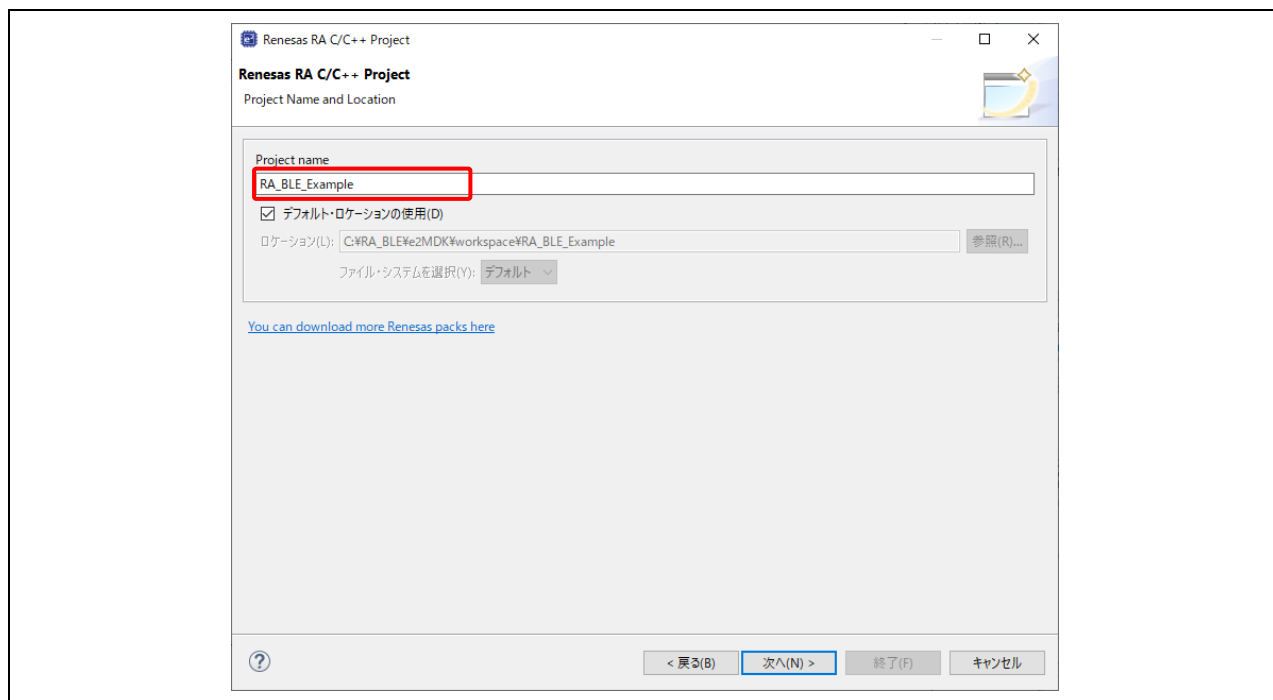 Renesas RA C/C++ Project
Renesas RA C/C++ Project
Project Name and Location
Project name
RA_BLE_Example
デフォルト・ロケーションの使用(D)
ロケーション(L): C:¥RA_BLE¥e2MDK¥workspace¥RA_BLE_Example 参照(R)...
ファイル・システムを選択(Y): デフォルト
You can download more Renesas packs here
< 戻る(B) 次へ(N) > 終了(F) キャンセル